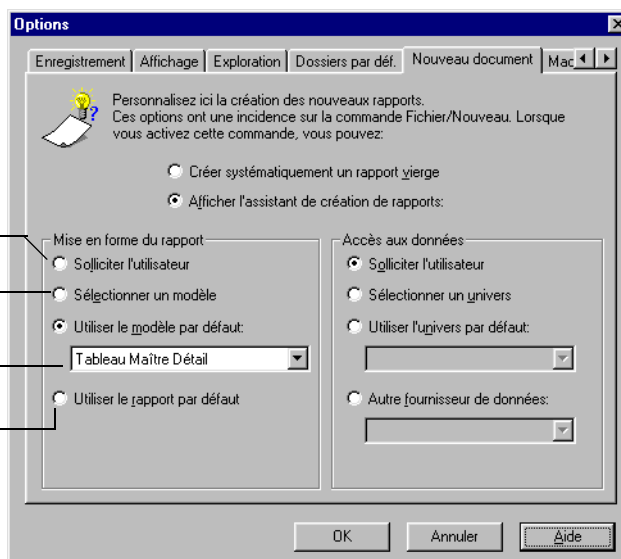 Options
Enregistrement Affichage Exploration Dossiers par déf. Nouveau document Mac
Personnalisez ici la création des nouveaux rapports.
Ces options ont une incidence sur la commande Fichier/Nouveau. Lorsque
vous activez cette commande, vous pouvez:
Créer systématiquement un rapport vierge
Afficher l'assistant de création de rapports:
Mise en forme du rapport
Solliciter l'utilisateur
Sélectionner un modèle
Utiliser le modèle par défaut:
Tableau Maître Détail
Utiliser le rapport par défaut
Accès aux données
Solliciter l'utilisateur
Sélectionner un univers
Utiliser l'univers par défaut:
Autre fournisseur de données:
OK Annuler Aide